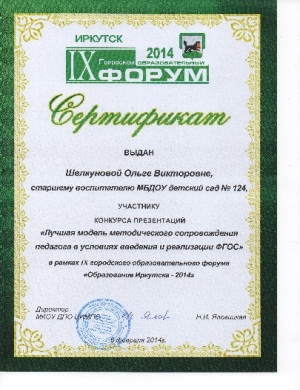 ИРКУТСК
2014
IX ГОРОДСКОЙ ОБРАЗОВАТЕЛЬНЫЙ
ФОРУМ
Сертификат
ВЫДАН
Шелкуновой Ольге Викторовне,
старшему воспитателю МБДОУ детский сад № 124,
УЧАСТНИКУ
КОНКУРСА ПРЕЗЕНТАЦИЙ
«Лучшая модель методического сопровождения
педагога в условиях введения и реализации ФГОС»
в рамках IX городского образовательного форума
«Образование Иркутска - 2014»
Директор
МКОУ ДПО ЦИМПО
Н.И. Яловицкая
6 февраля 2014г.